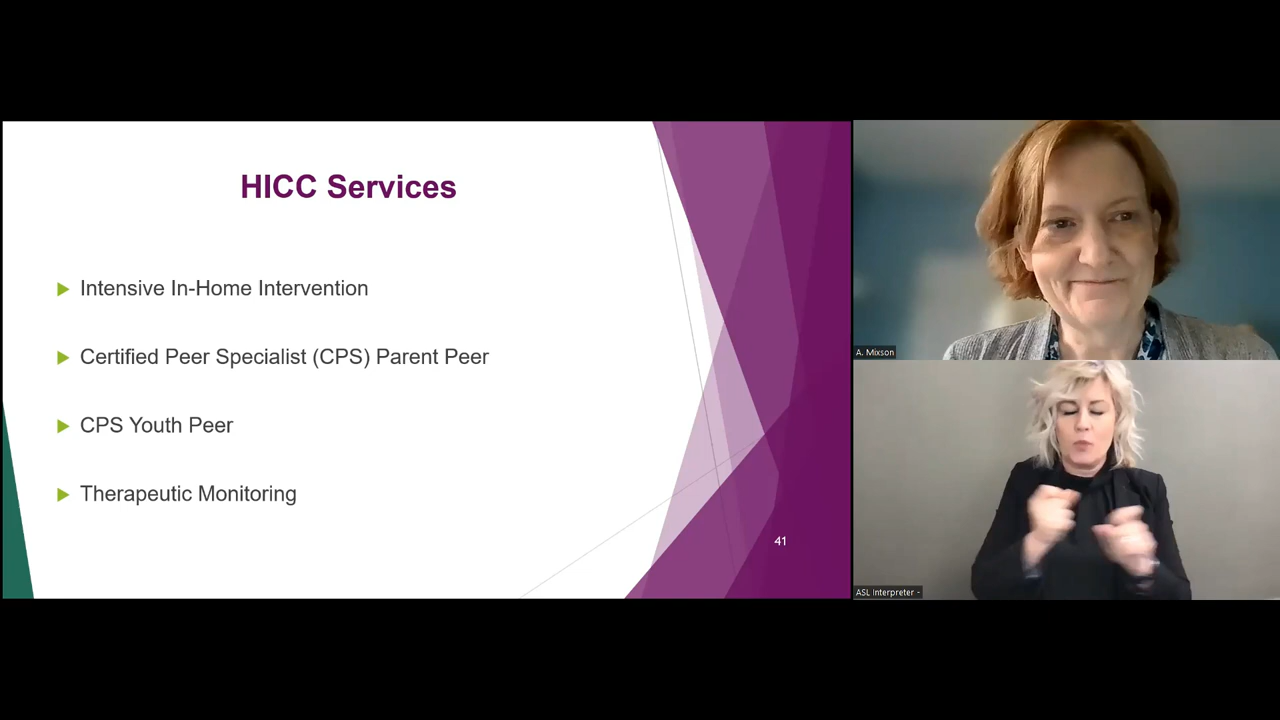 HICC Services
Intensive In-Home Intervention
Certified Peer Specialist (CPS) Parent Peer
CPS Youth Peer
Therapeutic Monitoring
41
A. Mixson
ASL Interpreter -